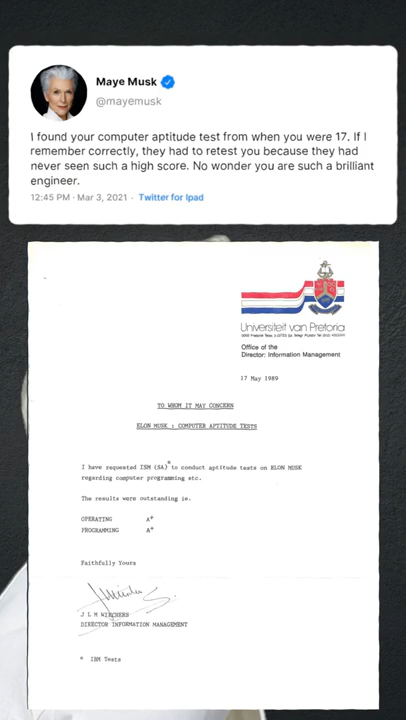 Maye Musk
@mayemusk
I found your computer aptitude test from when you were 17. If I
remember correctly, they had to retest you because they had
never seen such a high score. No wonder you are such a brilliant
engineer.
12:45 PM · Mar 3, 2021 · Twitter for Ipad
Universiteit van Pretoria
Office of the
Director: Information Management
17 May 1989
TO WHOM IT MAY CONCERN
ELON MUSK : COMPUTER APTITUDE TESTS
I have requested ISM (SA)* to conduct aptitude tests on ELON MUSK
regarding computer programming etc.
The results were outstanding ie.
OPERATING A+
PROGRAMMING A+
Faithfully Yours
J L M WIECHERS
DIRECTOR INFORMATION MANAGEMENT
* IBM Tests